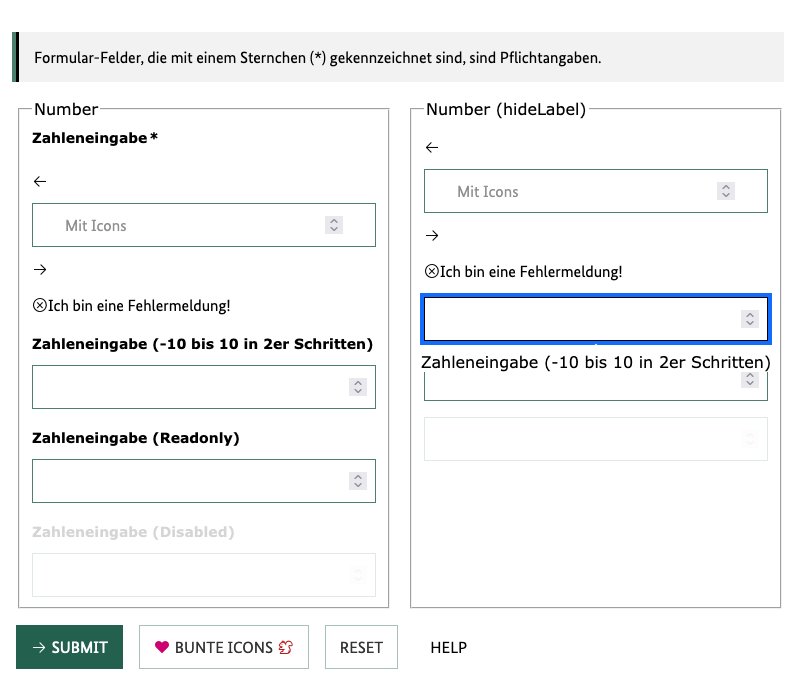 Formular-Felder, die mit einem Sternchen (*) gekennzeichnet sind, sind Pflichtangaben.
Number
Zahleneingabe*
←
Mit Icons
→
Ich bin eine Fehlermeldung!
Zahleneingabe (-10 bis 10 in 2er Schritten)
Zahleneingabe (Readonly)
Zahleneingabe (Disabled)
Number (hideLabel)
←
Mit Icons
→
Ich bin eine Fehlermeldung!
Zahleneingabe (-10 bis 10 in 2er Schritten)
→ SUBMIT
BUNTE ICONS
RESET
HELP